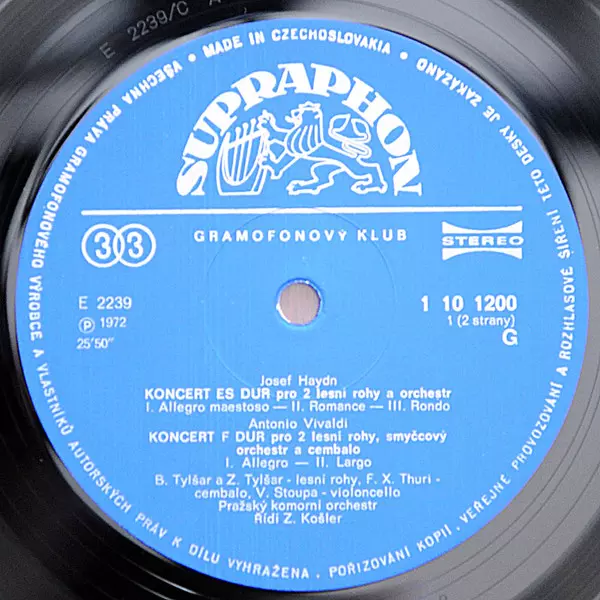 E 2239/C A
MADE IN CZECHOSLOVAKIA • VŠECHNA PRÁVA GRAMOFONOVÉHO VÝROBCE A VLASTNÍKŮ AUTORSKÝCH PRÁV K DÍLU VYHRAŽENA. POŘIZOVÁNÍ KOPIÍ, VEŘEJNÉ PROVOZOVÁNÍ A ROZHLASOVÉ ŠÍŘENÍ TÉTO DESKY JE ZAKÁZÁNO •
SUPRAPHON
33
GRAMOFONOVÝ KLUB
STEREO
E 2239
1 10 1200
Ⓟ 1972
1 (2 strany)
25'50"
G
Josef Haydn
KONCERT ES DUR pro 2 lesní rohy a orchestr
I. Allegro maestoso — II. Romance — III. Rondo
Antonio Vivaldi
KONCERT F DUR pro 2 lesní rohy, smyčcový
orchestr a cembalo
I. Allegro — II. Largo
B. Tylšar a Z. Tylšar - lesní rohy, F. X. Thuri -
cembalo, V. Stoupa - violoncello
Pražský komorní orchestr
Řídí Z. Košler